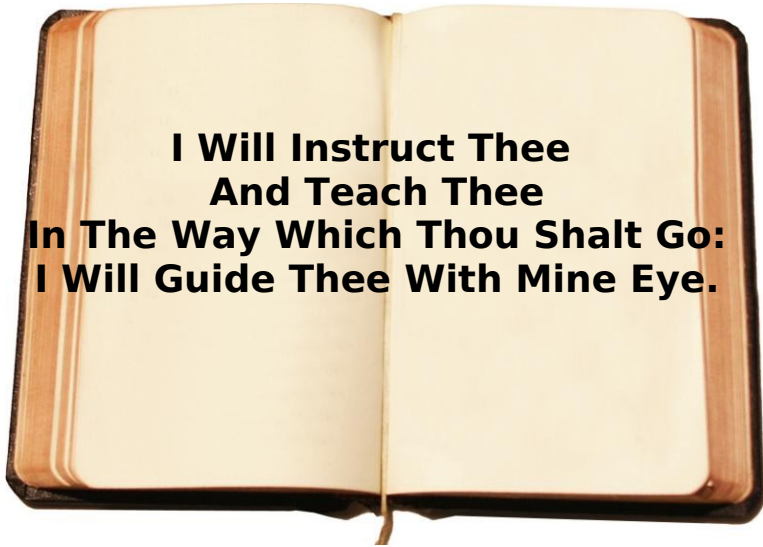 I Will Instruct Thee
And Teach Thee
In The Way Which Thou Shalt Go:
I Will Guide Thee With Mine Eye.